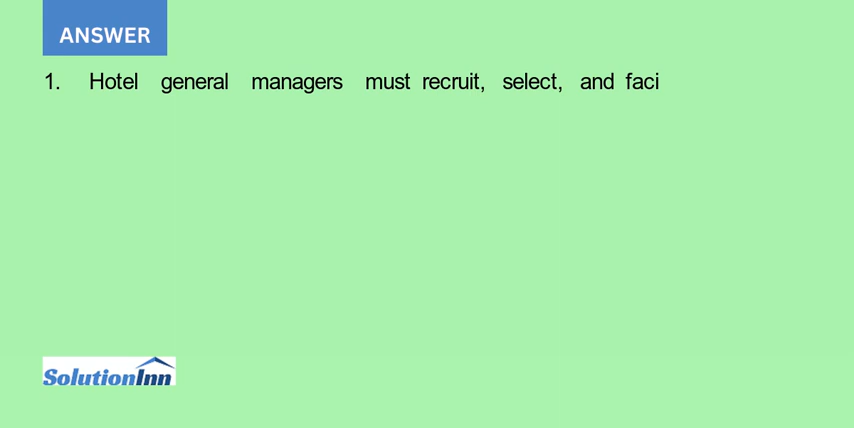 ANSWER
1. Hotel general managers must recruit, select, and faci
SolutionInn